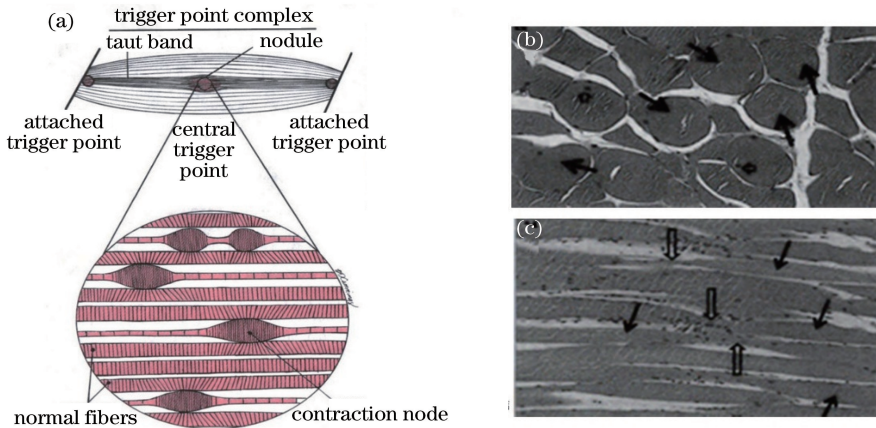 (a)
trigger point complex
taut band
nodule
attached
trigger point
central
trigger
point
attached
trigger point
normal fibers
contraction node
(b)
(c)